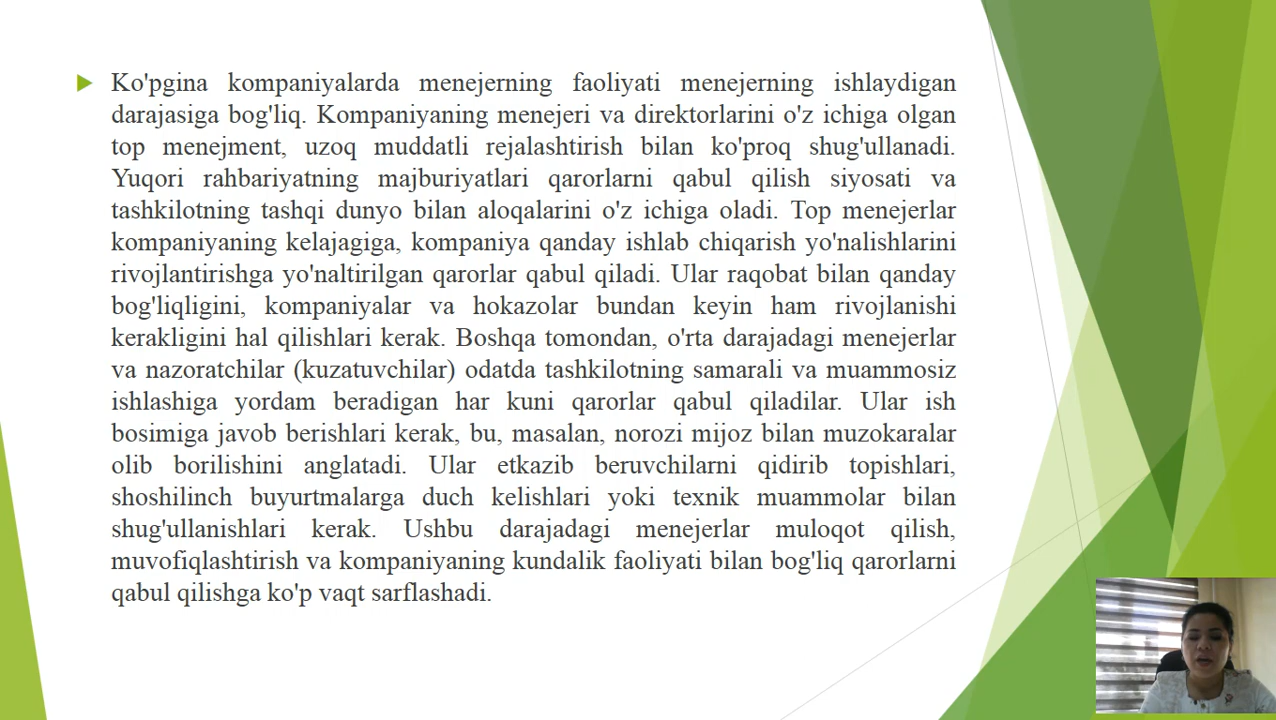 Ko'pgina kompaniyalarda menejerning faoliyati menejerning ishlaydigan
darajasiga bog'liq. Kompaniyaning menejeri va direktorlarini o'z ichiga olgan
top menejment, uzoq muddatli rejalashtirish bilan ko'proq shug'ullanadi.
Yuqori rahbariyatning majburiyatlari qarorlarni qabul qilish siyosati va
tashkilotning tashqi dunyo bilan aloqalarini o'z ichiga oladi. Top menejerlar
kompaniyaning kelajagiga, kompaniya qanday ishlab chiqarish yo'nalishlarini
rivojlantirishga yo'naltirilgan qarorlar qabul qiladi. Ular raqobat bilan qanday
bog'liqligini, kompaniyalar va hokazolar bundan keyin ham rivojlanishi
kerakligini hal qilishlari kerak. Boshqa tomondan, o'rta darajadagi menejerlar
va nazoratchilar (kuzatuvchilar) odatda tashkilotning samarali va muammosiz
ishlashiga yordam beradigan har kuni qarorlar qabul qiladilar. Ular ish
bosimiga javob berishlari kerak, bu, masalan, norozi mijoz bilan muzokaralar
olib borilishini anglatadi. Ular etkazib beruvchilarni qidirib topishlari,
shoshilinch buyurtmalarga duch kelishlari yoki texnik muammolar bilan
shug'ullanishlari kerak. Ushbu darajadagi menejerlar muloqot qilish,
muvofiqlashtirish va kompaniyaning kundalik faoliyati bilan bog'liq qarorlarni
qabul qilishga ko'p vaqt sarflashadi.